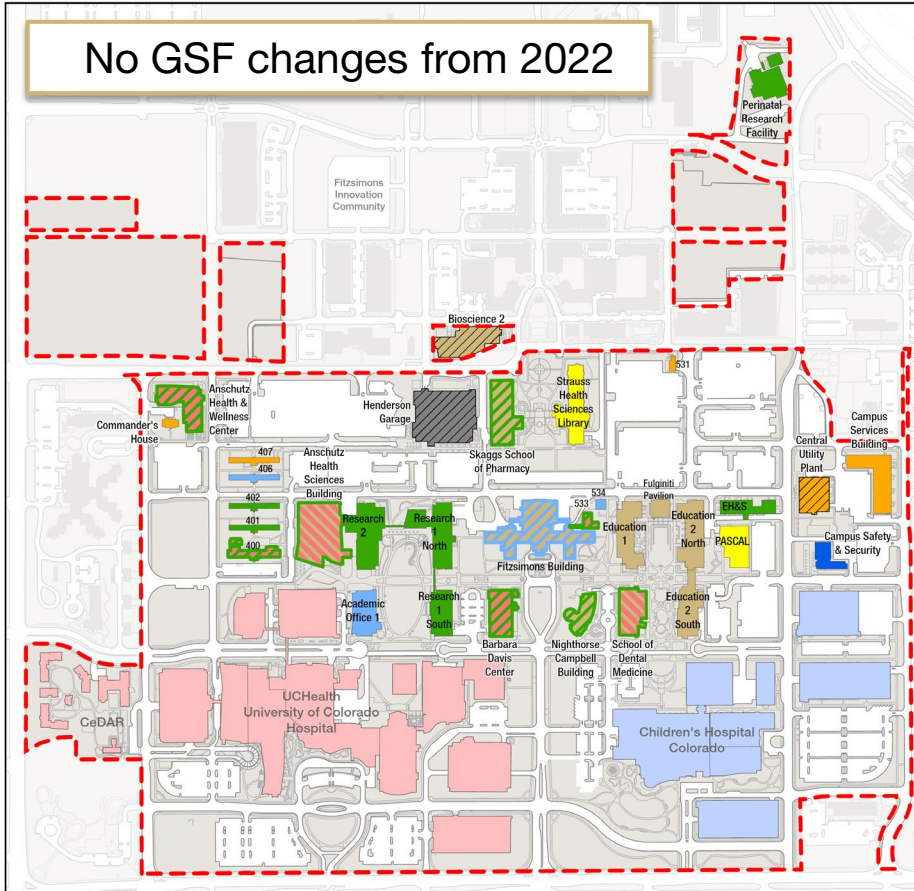 No GSF changes from 2022
Perinatal
Research
Facility
Fitzsimons
Innovation
Community
Bioscience 2
531
Anschutz
Health &
Wellness
Center
Commander's
House
Henderson
Garage
Strauss
Health
Sciences
Library
Skaggs School
of Pharmacy
Campus
Services
Building
Central
Utility
Plant
407
406
Anschutz
Health
Sciences
Building
402
401
400
Research
2
Research
1
North
533
534
Fitzsimons Building
Fulginiti
Pavilion
Education
1
Education
2
North
EH&S
PASCAL
Campus Safety
& Security
Academic
Office 1
Research
1
South
Barbara
Davis
Center
Nighthorse
Campbell
Building
School of
Dental
Medicine
Education
2
South
CeDAR
UCHealth
University of Colorado
Hospital
Children's Hospital
Colorado